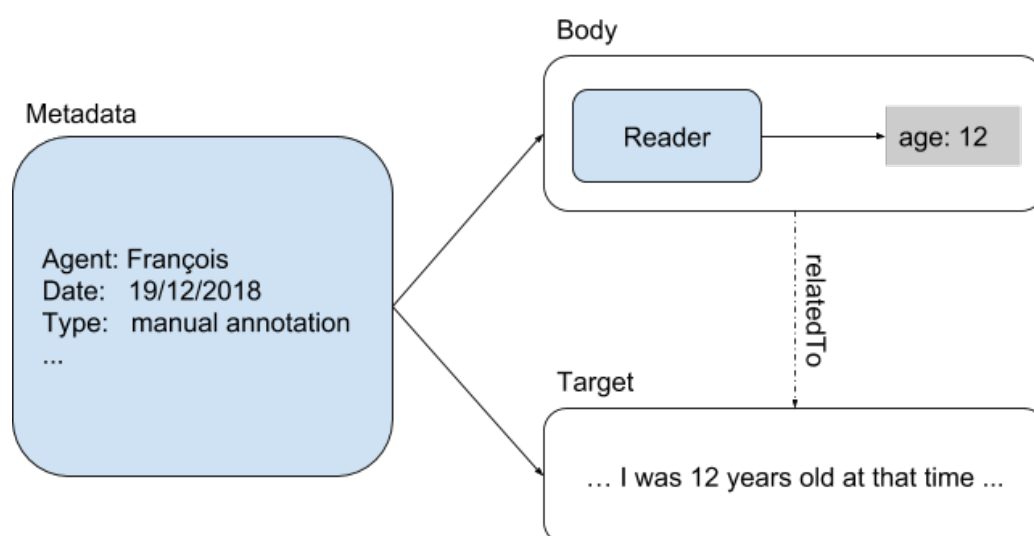 Body
Metadada
Reader
age: 12
Agent: François
Date: 19/12/2018
Type: manual annotation
...
relatedTo
Target
… I was 12 years old at that time ...